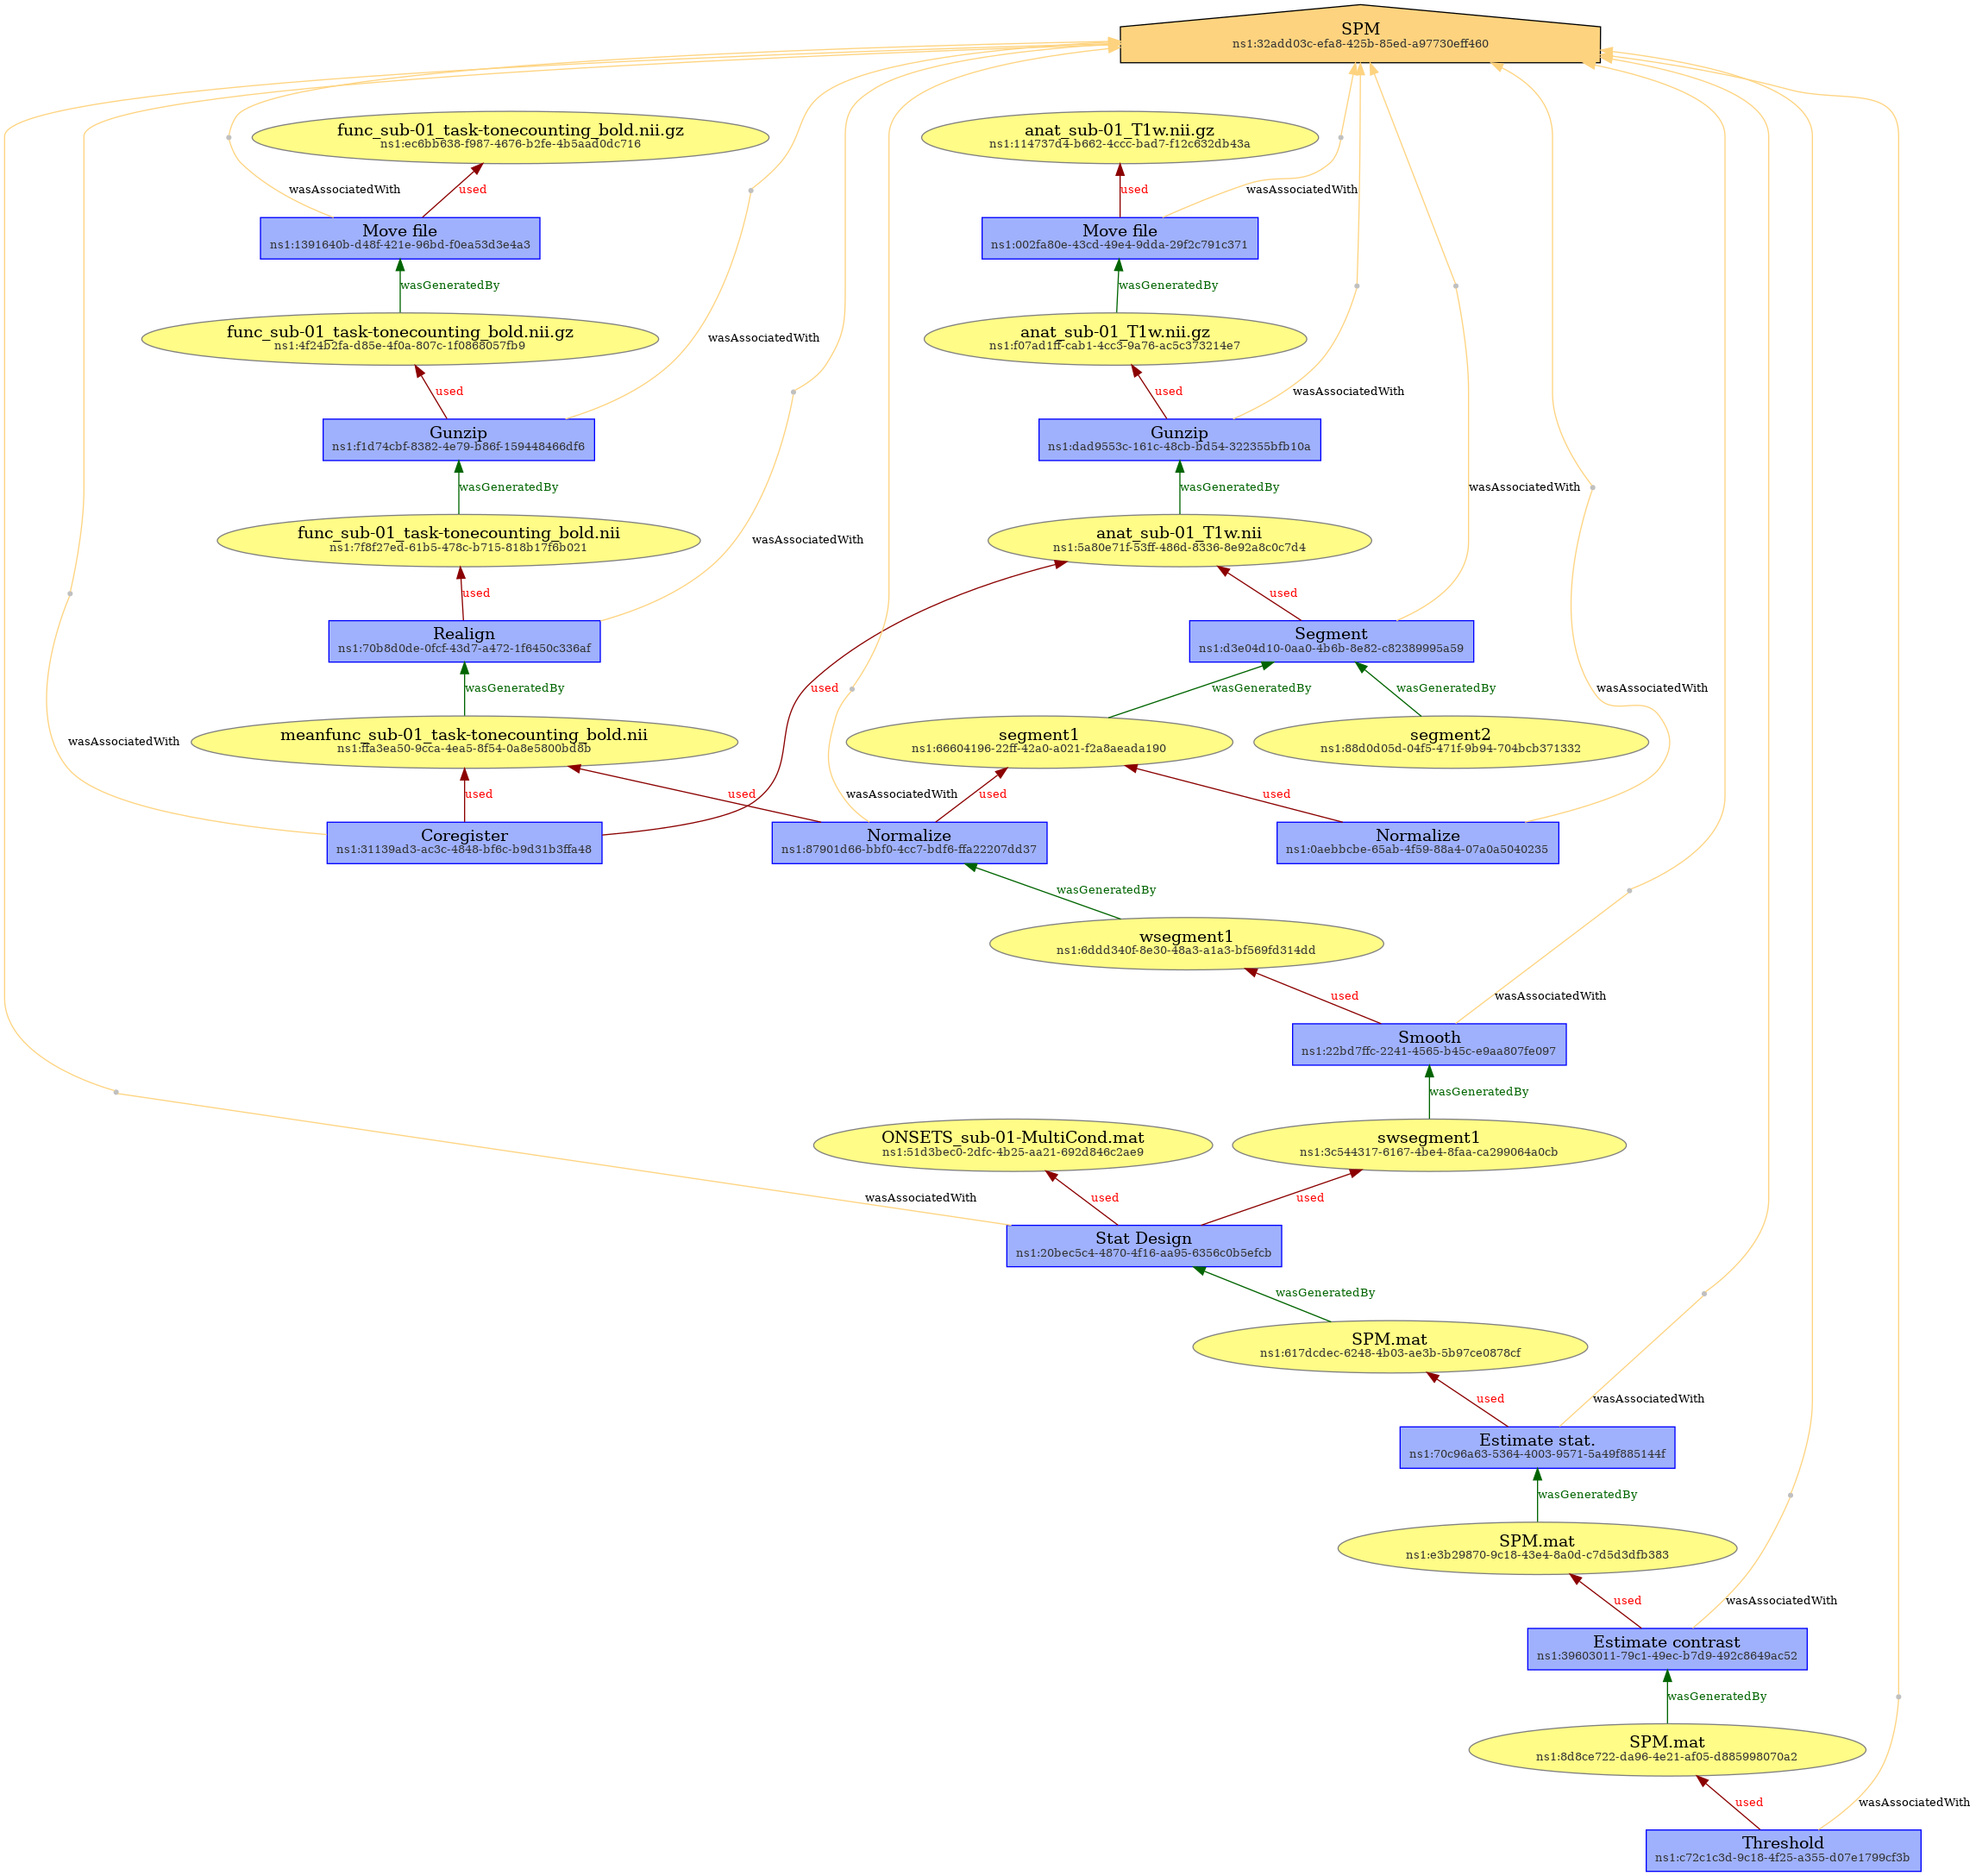 SPM
ns1:32add03c-efa8-425b-85ed-a97730eff460
func_sub-01_task-tonecounting_bold.nii.gz
ns1:ec6bb638-f987-4676-b2fe-4b5aad0dc716
anat_sub-01_T1w.nii.gz
ns1:114737d4-b662-4ccc-bad7-f12c632db43a
wasAssociatedWith
used
used
wasAssociatedWith
Move file
ns1:1391640b-d48f-421e-96bd-f0ea53d3e4a3
Move file
ns1:002fa80e-43cd-49e4-9dda-29f2c791c371
wasGeneratedBy
wasGeneratedBy
func_sub-01_task-tonecounting_bold.nii.gz
ns1:4f24b2fa-d85e-4f0a-807c-1f0868057fb9
anat_sub-01_T1w.nii.gz
ns1:f07ad1ff-cab1-4cc3-9a76-ac5c373214e7
wasAssociatedWith
used
used
wasAssociatedWith
Gunzip
ns1:f1d74cbf-8382-4e79-b86f-159448466df6
Gunzip
ns1:dad9553c-161c-48cb-bd54-322355bfb10a
wasGeneratedBy
wasGeneratedBy
wasAssociatedWith
func_sub-01_task-tonecounting_bold.nii
ns1:7f8f27ed-61b5-478c-b715-818b17f6b021
wasAssociatedWith
anat_sub-01_T1w.nii
ns1:5a80e71f-53ff-486d-8336-8e92a8c0c7d4
used
used
Realign
ns1:70b8d0de-0fcf-43d7-a472-1f6450c336af
Segment
ns1:d3e04d10-0aa0-4b6b-8e82-c82389995a59
wasGeneratedBy
used
wasGeneratedBy
wasGeneratedBy
wasAssociatedWith
wasAssociatedWith
meanfunc_sub-01_task-tonecounting_bold.nii
ns1:ffa3ea50-9cca-4ea5-8f54-0a8e5800bd8b
segment1
ns1:66604196-22ff-42a0-a021-f2a8aeada190
segment2
ns1:88d0d05d-04f5-471f-9b94-704bcb371332
used
used
wasAssociatedWith
used
used
Coregister
ns1:31139ad3-ac3c-4848-bf6c-b9d31b3ffa48
Normalize
ns1:87901d66-bbf0-4cc7-bdf6-ffa22207dd37
Normalize
ns1:0aebbcbe-65ab-4f59-88a4-07a0a5040235
wasGeneratedBy
wsegment1
ns1:6ddd340f-8e30-48a3-a1a3-bf569fd314dd
used
wasAssociatedWith
Smooth
ns1:22bd7ffc-2241-4565-b45c-e9aa807fe097
wasGeneratedBy
ONSETS_sub-01-MultiCond.mat
ns1:51d3bec0-2dfc-4b25-aa21-692d846c2ae9
swsegment1
ns1:3c544317-6167-4be4-8faa-ca299064a0cb
wasAssociatedWith
used
used
Stat Design
ns1:20bec5c4-4870-4f16-aa95-6356c0b5efcb
wasGeneratedBy
SPM.mat
ns1:617dcdec-6248-4b03-ae3b-5b97ce0878cf
used
wasAssociatedWith
Estimate stat.
ns1:70c96a63-5364-4003-9571-5a49f885144f
wasGeneratedBy
SPM.mat
ns1:e3b29870-9c18-43e4-8a0d-c7d5d3dfb383
used
wasAssociatedWith
Estimate contrast
ns1:39603011-79c1-49ec-b7d9-492c8649ac52
wasGeneratedBy
SPM.mat
ns1:8d8ce722-da96-4e21-af05-d885998070a2
used
wasAssociatedWith
Threshold
ns1:c72c1c3d-9c18-4f25-a355-d07e1799cf3b